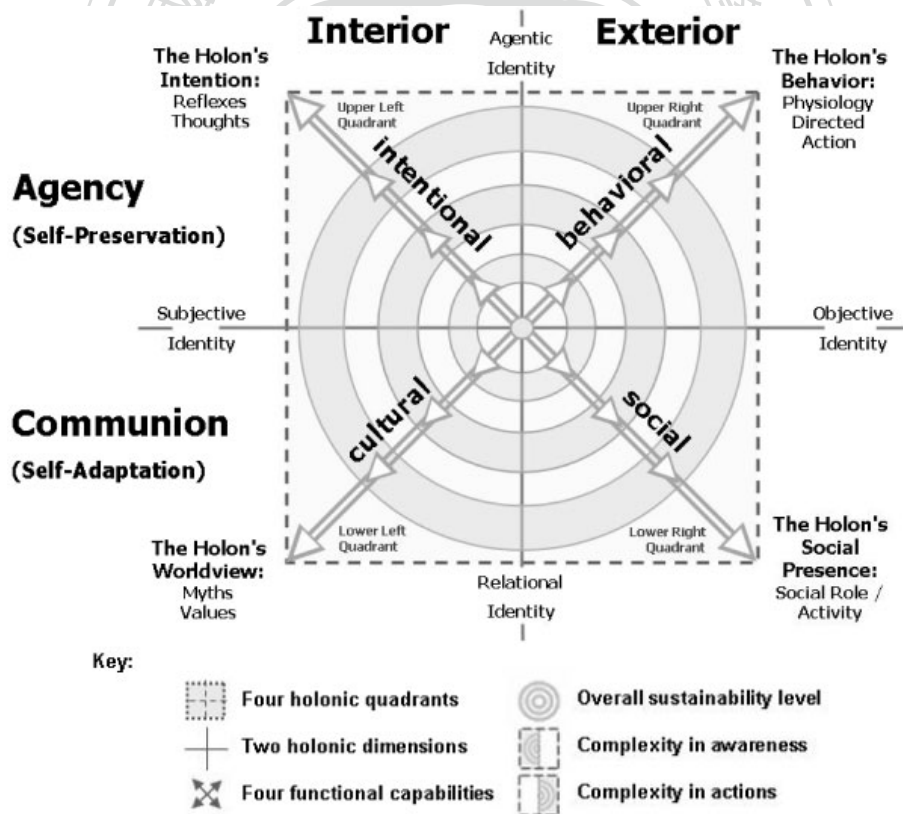 Interior
Exterior
Agentic
Identity
The Holon's
Intention:
Reflexes
Thoughts
The Holon's
Behavior:
Physiology
Directed
Action
Upper Left
Quadrant
Upper Right
Quadrant
intentional
behavioral
Agency
(Self-Preservation)
Subjective
Identity
Objective
Identity
Communion
(Self-Adaptation)
cultural
social
Lower Left
Quadrant
Lower Right
Quadrant
The Holon's
Worldview:
Myths
Values
Relational
Identity
The Holon's
Social
Presence:
Social Role /
Activity
Key:
Four holonic quadrants
Overall sustainability level
Two holonic dimensions
Complexity in awareness
Four functional capabilities
Complexity in actions